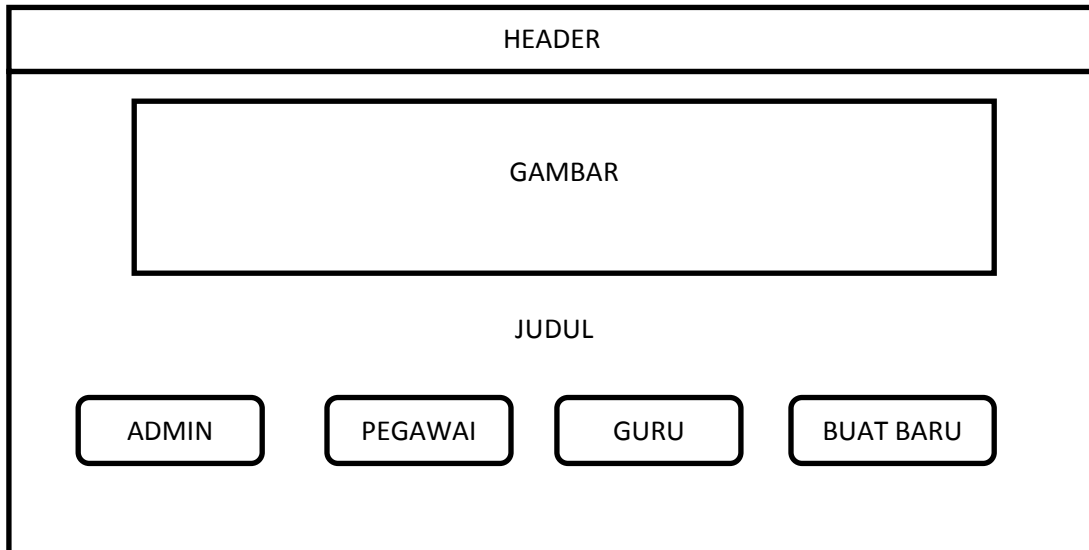 HEADER
GAMBAR
JUDUL
ADMIN PEGAWAI GURU BUAT BARU